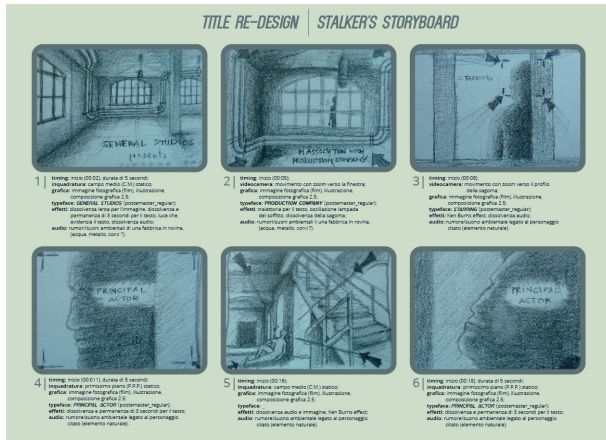 TITLE RE-DESIGN | STALKER'S STORYBOARD
GENERAL STUDIOS
presents
1 |
timing: inizio (00:02), durata di 5 secondi;
inquadratura: campo medio (C.M.) statico;
grafica: immagine fotografica (film), illustrazione,
composizione grafica 2.5;
typeface: GENERAL STUDIOS (postemaster_regular);
effetti: dissolvenza lenta per l'immagine, dissolvenza e
permanenza di 3 secondi per il testo, luce che
evidenzia il testo, dissolvenza audio;
audio: rumori/suoni ambientali di una fabbrica in rovina.
(acqua, metallo, corvi ?).
IN ASSOCIATION WITH
PRODUCTION COMPANY
2 |
timing: inizio (00:05);
videocamera: movimento con zoom verso la finestra;
grafica: immagine fotografica (film), illustrazione,
composizione grafica 2.5;
typeface: PRODUCTION COMPANY (postemaster_regular);
effetti: traiettoria per il testo, oscillazione lampada
del soffitto, dissolvenza della sagoma;
audio: rumori/suoni ambientali di una fabbrica in rovina.
(acqua, metallo, corvi ?).
STARRING
3 |
timing: inizio (00:08);
videocamera: movimento con zoom verso il profilo
della sagoma;
grafica: immagine fotografica (film), illustrazione,
composizione grafica 2.5;
typeface: STARRING (postemaster_regular);
effetti: Ken Burns effect, dissolvenza audio;
audio: rumore/suono ambientale legato al personaggio
citato (elemento naturale).
PRINCIPAL
ACTOR
4 |
timing: inizio (00:011), durata di 5 secondi;
inquadratura: primissimo piano (P.P.P.) statico;
grafica: immagine fotografica (film), illustrazione,
composizione grafica 2.5;
typeface: PRINCIPAL ACTOR (postemaster_regular);
effetti: dissolvenza e permanenza di 3 secondi per il testo;
audio: rumore/suono ambientale legato al personaggio
citato (elemento naturale).
5 |
timing: inizio (00:16);
inquadratura: campo medio (C.M.) statico;
grafica: immagine fotografica (film), illustrazione,
composizione grafica 2.5;
typeface:
effetti: dissolvenza audio e immagine, Ken Burns effect;
audio: rumore/suono ambientale legato al personaggio
citato (elemento naturale).
PRINCIPAL
ACTOR
6 |
timing: inizio (00:18), durata di 5 secondi;
inquadratura: primissimo piano (P.P.P.) statico;
grafica: immagine fotografica (film), illustrazione,
composizione grafica 2.5;
typeface: PRINCIPAL ACTOR (postemaster_regular);
effetti: dissolvenza e permanenza di 3 secondi per il testo;
audio: rumore/suono ambientale legato al personaggio
citato (elemento naturale).